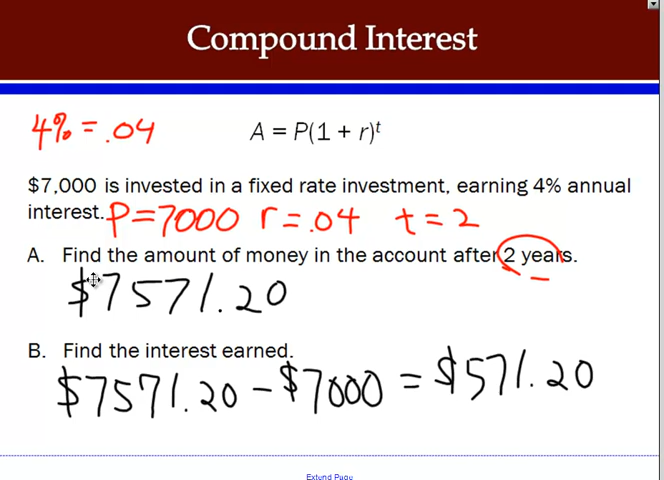 Compound Interest
4% = .04
A = P(1 + r)^t
$7,000 is invested in a fixed rate investment, earning 4% annual
interest. P=7000 r=.04 t=2
A. Find the amount of money in the account after 2 years.
$7571.20
B. Find the interest earned.
$7571.20 - $7000 = $571.20
Extend Page